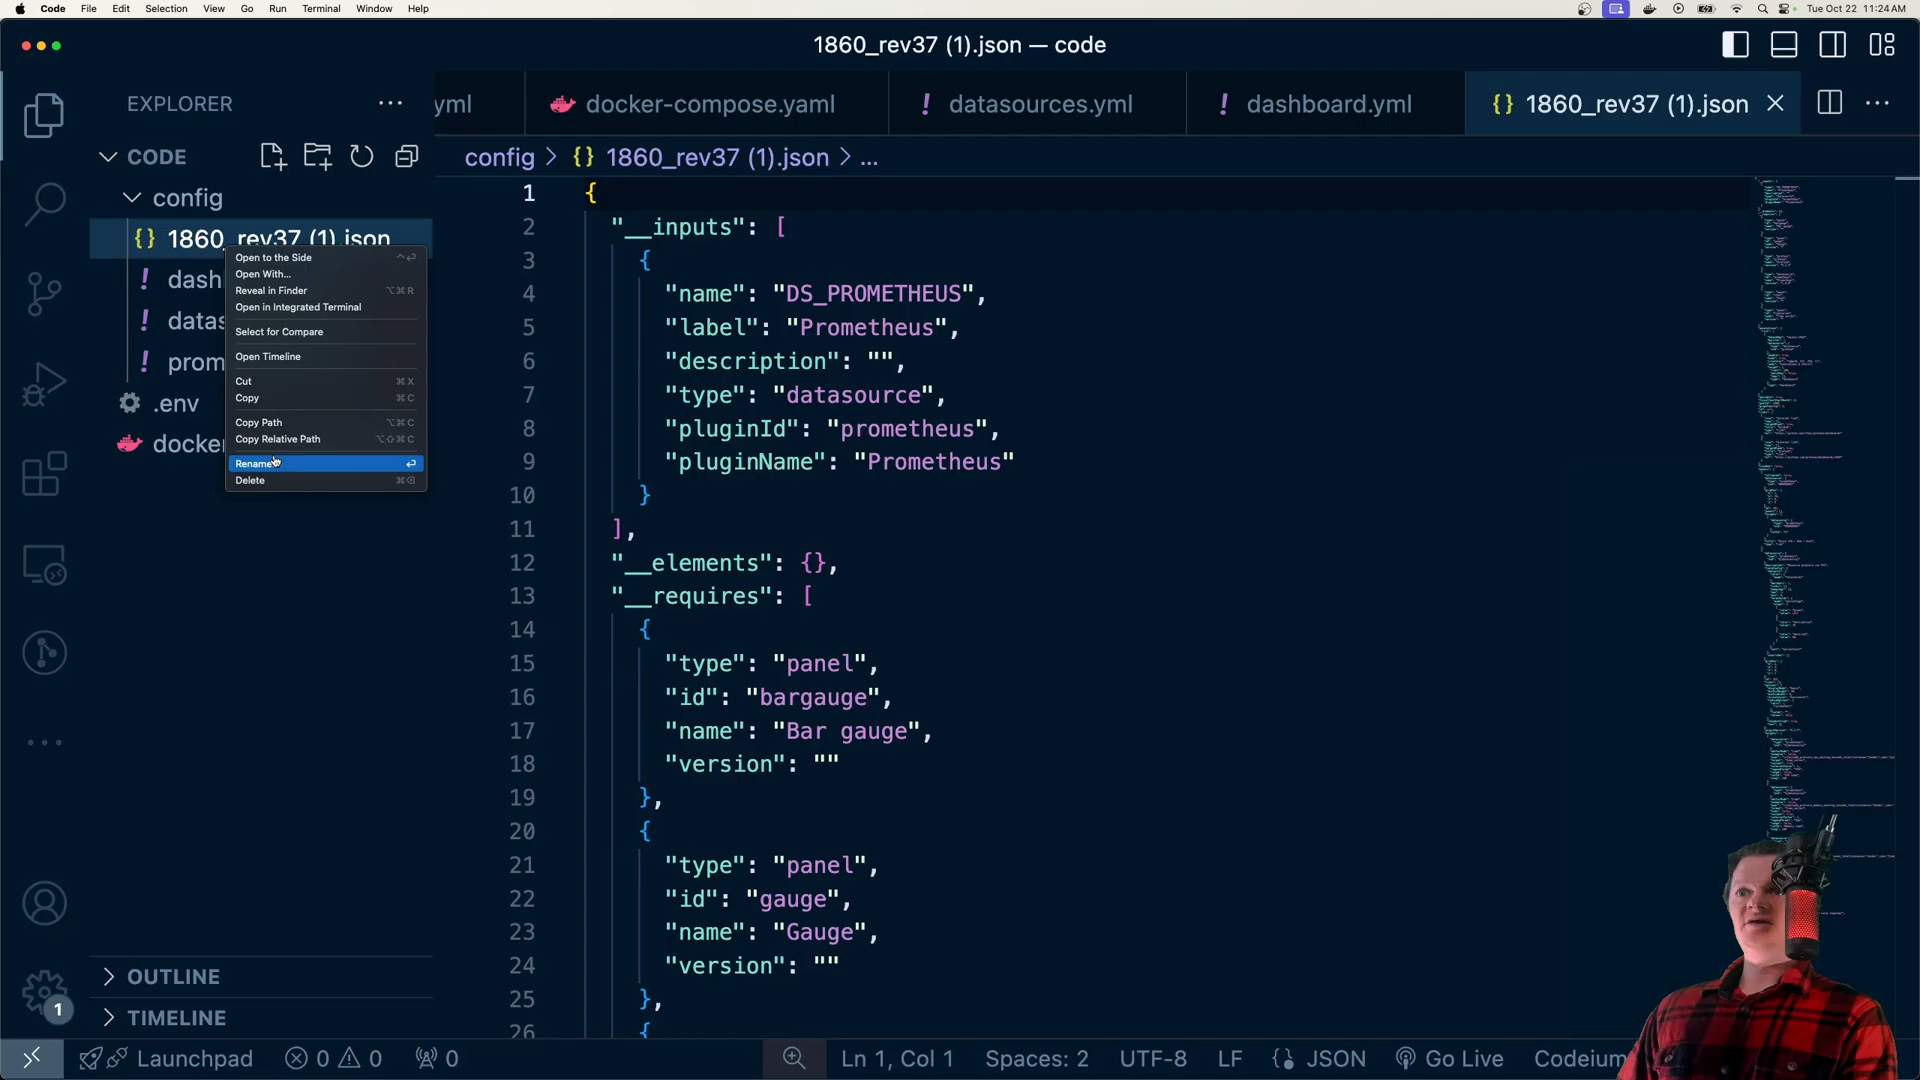 Code File Edit Selection View Go Run Terminal Window Help
Tue Oct 22 11:24 AM
1860_rev37 (1).json — code
EXPLORER
yml
docker-compose.yaml
! datasources.yml
! dashboard.yml
{} 1860_rev37 (1).json
CODE
config > {} 1860_rev37 (1).json > ...
config
{} 1860_rev37 (1).json
! dash
! datas
! prom
.env
docker
Open to the Side ^⏎
Open With...
Reveal in Finder ⌥⌘R
Open in Integrated Terminal
Select for Compare
Open Timeline
Cut ⌘X
Copy ⌘C
Copy Path ⌥⌘C
Copy Relative Path ⌥⇧⌘C
Rename ⏎
Delete ⌘⌫
1 {
2 "__inputs": [
3 {
4 "name": "DS_PROMETHEUS",
5 "label": "Prometheus",
6 "description": "",
7 "type": "datasource",
8 "pluginId": "prometheus",
9 "pluginName": "Prometheus"
10 }
11 ],
12 "__elements": {},
13 "__requires": [
14 {
15 "type": "panel",
16 "id": "bargauge",
17 "name": "Bar gauge",
18 "version": ""
19 },
20 {
21 "type": "panel",
22 "id": "gauge",
23 "name": "Gauge",
24 "version": ""
25 },
26 {
OUTLINE
TIMELINE
1
Launchpad 0 0 0 Ln 1, Col 1 Spaces: 2 UTF-8 LF {} JSON Go Live Codeium